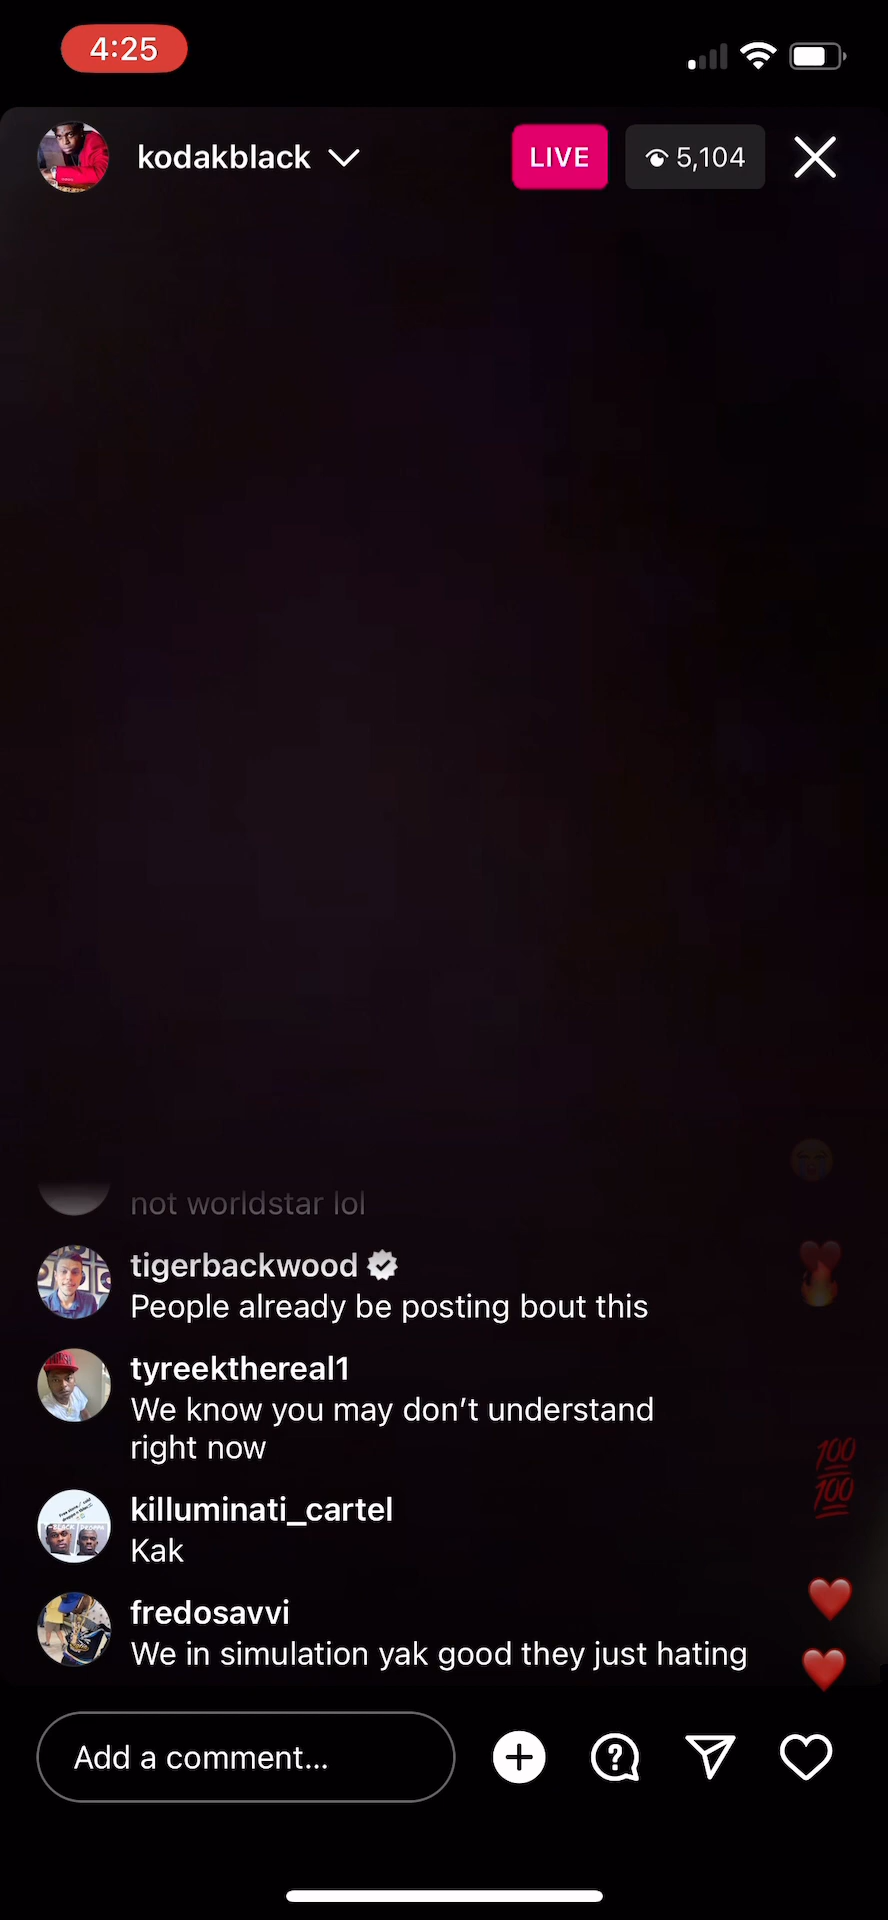 4:25
kodakblack
LIVE
5,104
not worldstar lol
tigerbackwood
People already be posting bout this
tyreekthereal1
We know you may don’t understand
right now
killuminati_cartel
Kak
fredosavvi
We in simulation yak good they just hating
100
100
Add a comment...